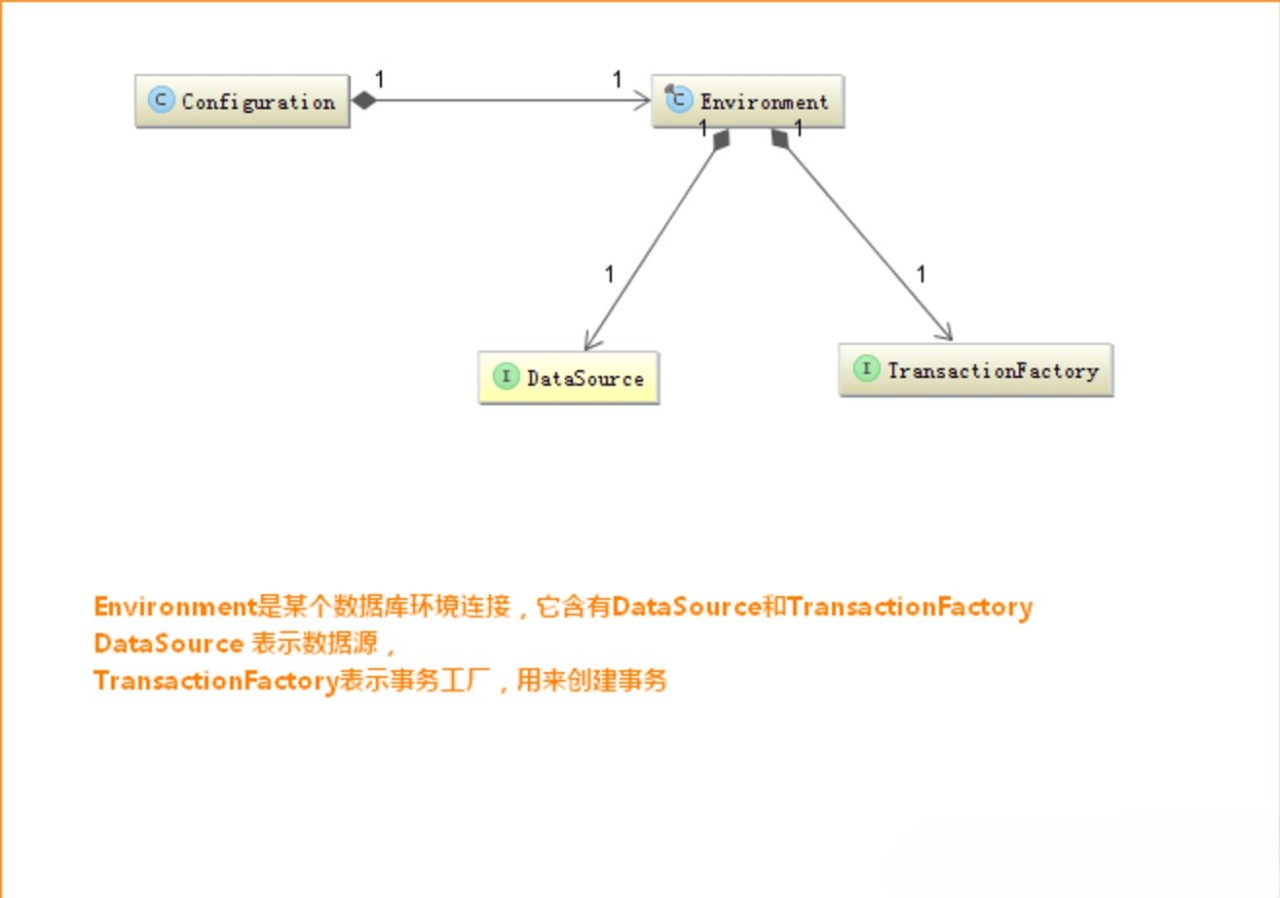 1 1
C Configuration C Environment
1 1
1 1
I DataSource I TransactionFactory
Environment是某个数据库环境连接，它含有DataSource和TransactionFactory
DataSource 表示数据源，
TransactionFactory表示事务工厂，用来创建事务